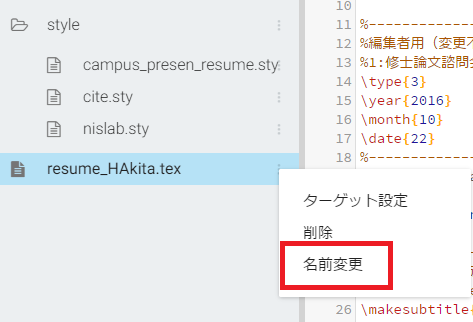 style
campus_presen_resume.sty
cite.sty
nislab.sty
resume_HAkita.tex
10
11 %--------------------
12 %編集者用（変更
13 %1:修士論文諮問
14 \type{3}
15 \year{2016}
16 \month{10}
17 \date{22}
18 %--------------------
ターゲット設定
削除
名前変更
26 \makesubtitle{